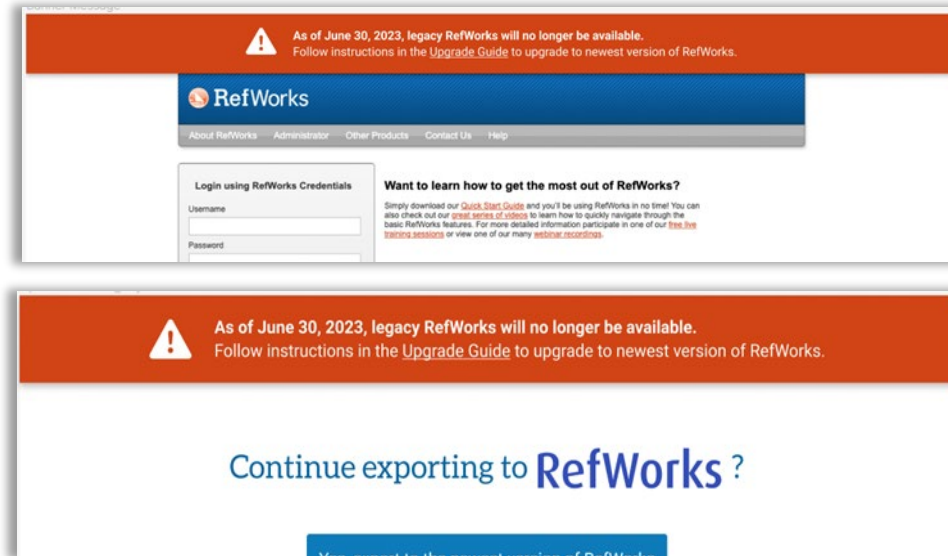 As of June 30, 2023, legacy RefWorks will no longer be available.
Follow instructions in the Upgrade Guide to upgrade to newest version of RefWorks.
RefWorks
About RefWorks Administrator Other Products Contact Us Help
Login using RefWorks Credentials
Username
Password
Want to learn how to get the most out of RefWorks?
Simply download our Quick Start Guide and you'll be using RefWorks in no time! You can
also check out our great series of videos to learn how to quickly navigate through the
basic RefWorks features. For more detailed information participate in one of our free live
training sessions or view one of our many webinar recordings.
As of June 30, 2023, legacy RefWorks will no longer be available.
Follow instructions in the Upgrade Guide to upgrade to newest version of RefWorks.
Continue exporting to RefWorks ?